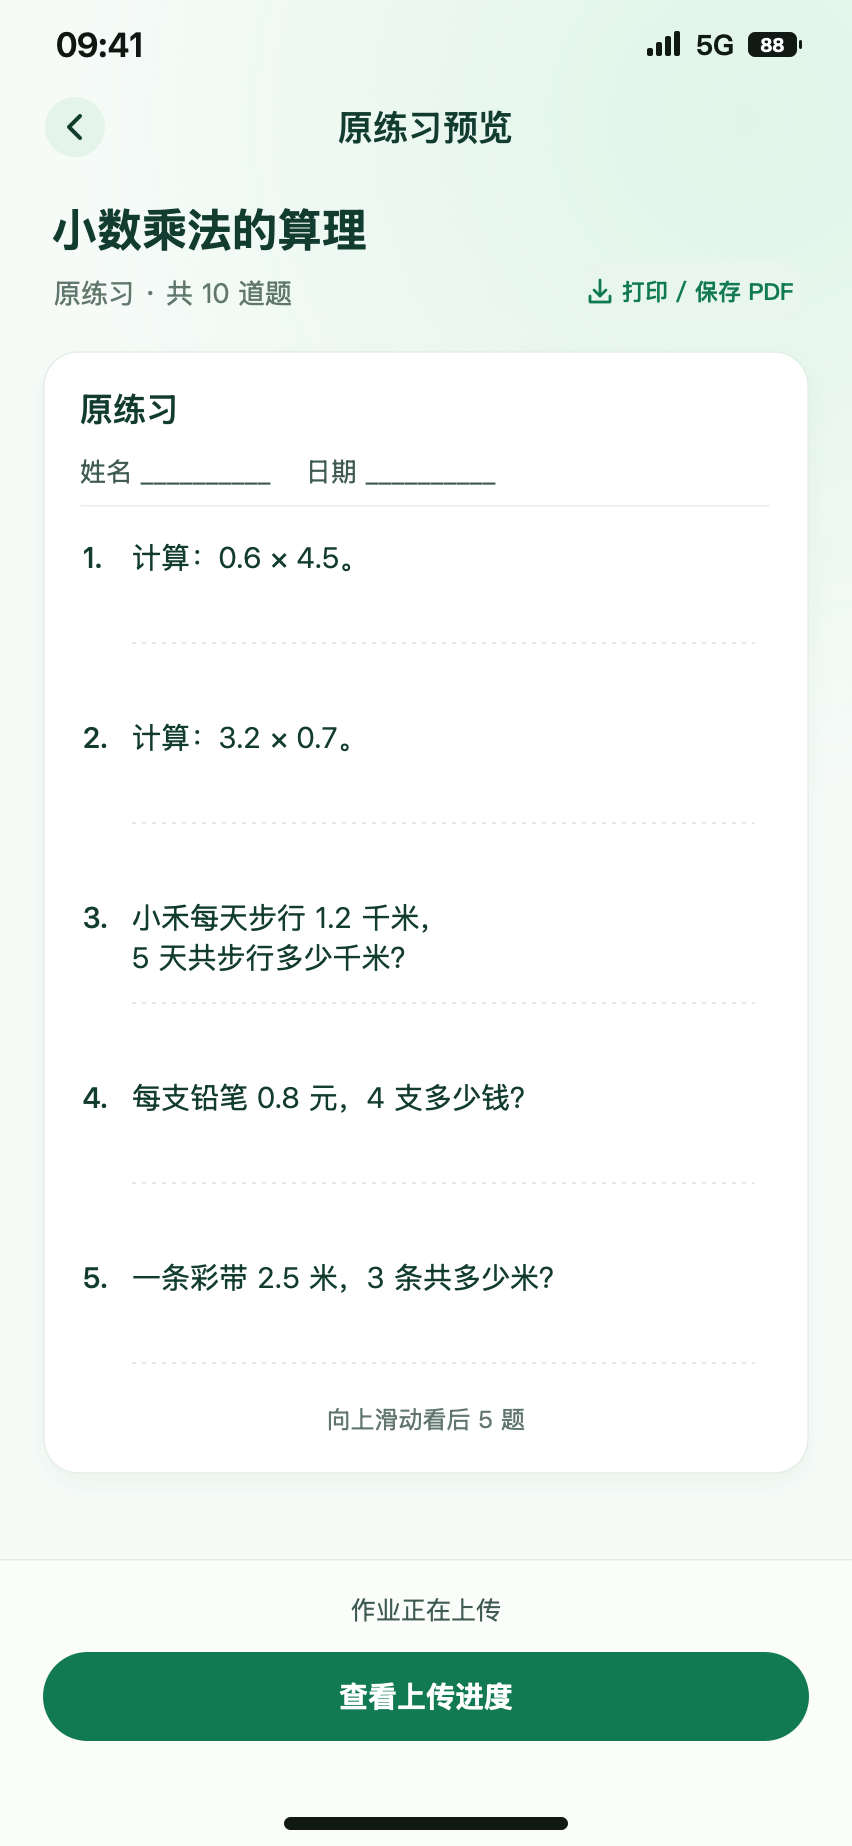 09:41
5G 88
原练习预览
小数乘法的算理
原练习 · 共 10 道题
打印 / 保存 PDF
原练习
姓名 __________ 日期 __________
1. 计算：0.6 × 4.5。
2. 计算：3.2 × 0.7。
3. 小禾每天步行 1.2 千米，
5 天共步行多少千米？
4. 每支铅笔 0.8 元，4 支多少钱？
5. 一条彩带 2.5 米，3 条共多少米？
向上滑动看后 5 题
作业正在上传
查看上传进度